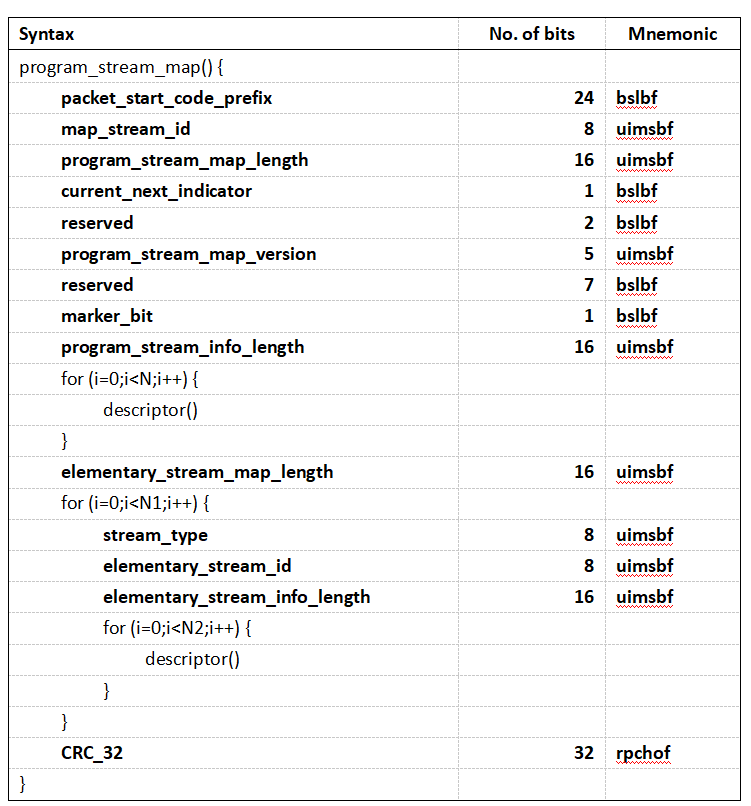 Syntax No. of bits Mnemonic
program_stream_map() {
packet_start_code_prefix 24 bslbf
map_stream_id 8 uimsbf
program_stream_map_length 16 uimsbf
current_next_indicator 1 bslbf
reserved 2 bslbf
program_stream_map_version 5 uimsbf
reserved 7 bslbf
marker_bit 1 bslbf
program_stream_info_length 16 uimsbf
for (i=0;i<N;i++) {
descriptor()
}
elementary_stream_map_length 16 uimsbf
for (i=0;i<N1;i++) {
stream_type 8 uimsbf
elementary_stream_id 8 uimsbf
elementary_stream_info_length 16 uimsbf
for (i=0;i<N2;i++) {
descriptor()
}
}
CRC_32 32 rpchof
}